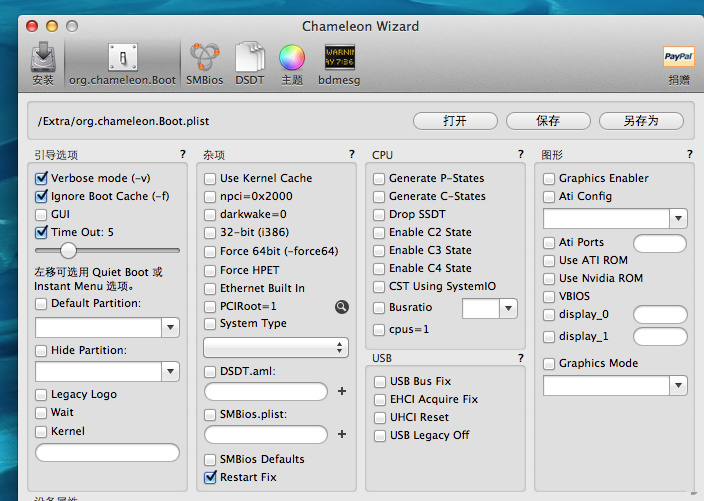 Chameleon Wizard
安装
org.chameleon.Boot
SMBios
DSDT
主题
WARNIN
AY 7:36
bdmesg
PayPal
捐赠
/Extra/org.chameleon.Boot.plist
打开
保存
另存为
引导选项 ?
Verbose mode (-v)
Ignore Boot Cache (-f)
GUI
Time Out: 5
左移可选用 Quiet Boot 或
Instant Menu 选项。
Default Partition:
Hide Partition:
Legacy Logo
Wait
Kernel
杂项 ?
Use Kernel Cache
npci=0x2000
darkwake=0
32-bit (i386)
Force 64bit (-force64)
Force HPET
Ethernet Built In
PCIRoot=1
System Type
DSDT.aml:
+
SMBios.plist:
+
SMBios Defaults
Restart Fix
CPU ?
Generate P-States
Generate C-States
Drop SSDT
Enable C2 State
Enable C3 State
Enable C4 State
CST Using SystemIO
Busratio
cpus=1
USB ?
USB Bus Fix
EHCI Acquire Fix
UHCI Reset
USB Legacy Off
图形 ?
Graphics Enabler
Ati Config
Ati Ports
Use ATI ROM
Use Nvidia ROM
VBIOS
display_0
display_1
Graphics Mode